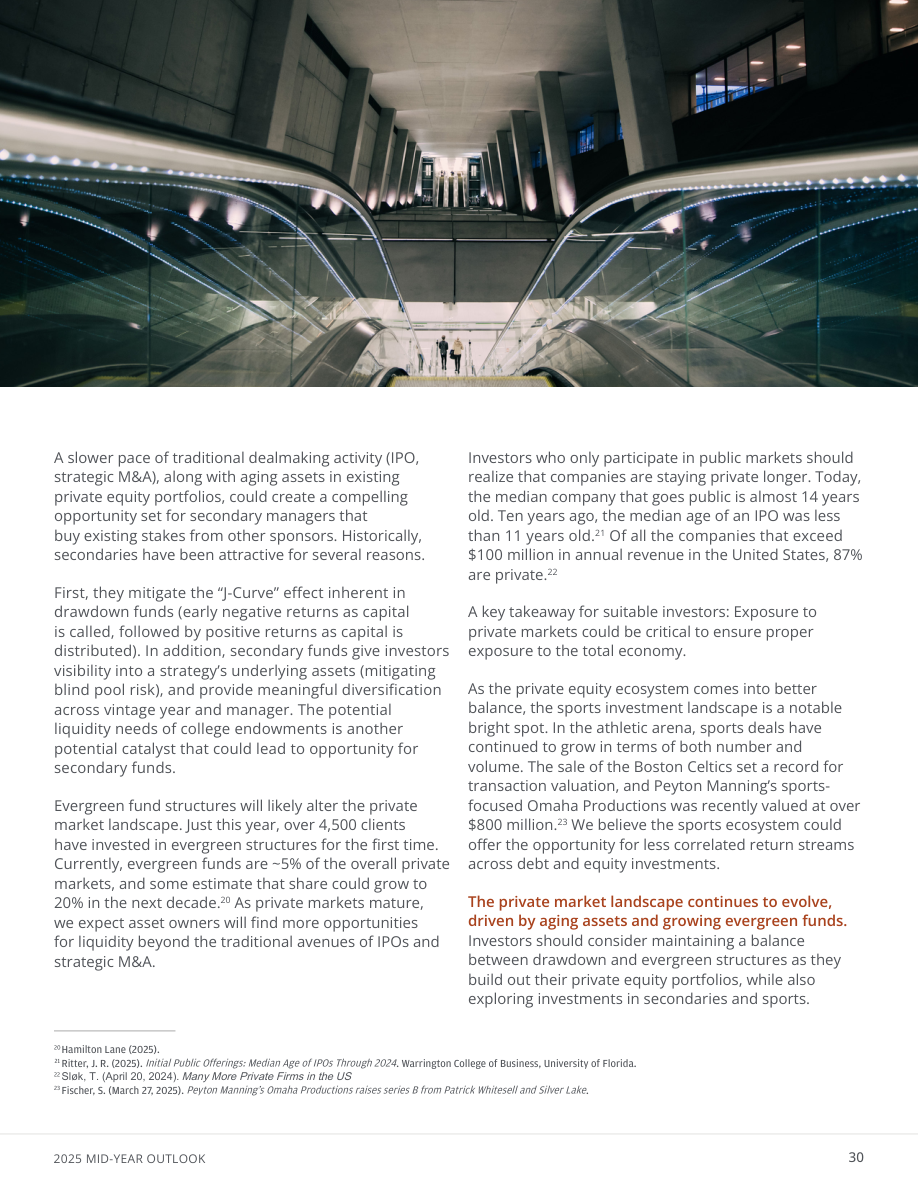 A slower pace of traditional dealmaking activity (IPO,
strategic M&A), along with aging assets in existing
private equity portfolios, could create a compelling
opportunity set for secondary managers that
buy existing stakes from other sponsors. Historically,
secondaries have been attractive for several reasons.
First, they mitigate the “J-Curve” effect inherent in
drawdown funds (early negative returns as capital
is called, followed by positive returns as capital is
distributed). In addition, secondary funds give investors
visibility into a strategy’s underlying assets (mitigating
blind pool risk), and provide meaningful diversification
across vintage year and manager. The potential
liquidity needs of college endowments is another
potential catalyst that could lead to opportunity for
secondary funds.
Evergreen fund structures will likely alter the private
market landscape. Just this year, over 4,500 clients
have invested in evergreen structures for the first time.
Currently, evergreen funds are ~5% of the overall private
markets, and some estimate that share could grow to
20% in the next decade.20 As private markets mature,
we expect asset owners will find more opportunities
for liquidity beyond the traditional avenues of IPOs and
strategic M&A.
Investors who only participate in public markets should
realize that companies are staying private longer. Today,
the median company that goes public is almost 14 years
old. Ten years ago, the median age of an IPO was less
than 11 years old.21 Of all the companies that exceed
$100 million in annual revenue in the United States, 87%
are private.22
A key takeaway for suitable investors: Exposure to
private markets could be critical to ensure proper
exposure to the total economy.
As the private equity ecosystem comes into better
balance, the sports investment landscape is a notable
bright spot. In the athletic arena, sports deals have
continued to grow in terms of both number and
volume. The sale of the Boston Celtics set a record for
transaction valuation, and Peyton Manning’s sports-
focused Omaha Productions was recently valued at over
$800 million.23 We believe the sports ecosystem could
offer the opportunity for less correlated return streams
across debt and equity investments.
The private market landscape continues to evolve,
driven by aging assets and growing evergreen funds.
Investors should consider maintaining a balance
between drawdown and evergreen structures as they
build out their private equity portfolios, while also
exploring investments in secondaries and sports.
20 Hamilton Lane (2025).
21 Ritter, J. R. (2025). Initial Public Offerings: Median Age of IPOs Through 2024. Warrington College of Business, University of Florida.
22 Sløk, T. (April 20, 2024). Many More Private Firms in the US
23 Fischer, S. (March 27, 2025). Peyton Manning’s Omaha Productions raises series B from Patrick Whitesell and Silver Lake.
2025 MID-YEAR OUTLOOK
30